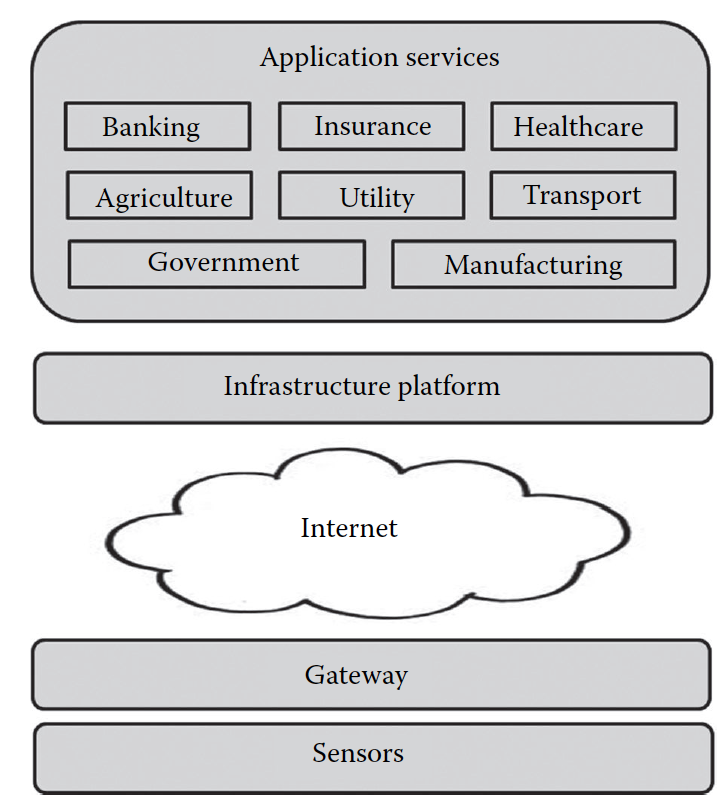 Application services
Banking
Insurance
Healthcare
Agriculture
Utility
Transport
Government
Manufacturing
Infrastructure platform
Internet
Gateway
Sensors